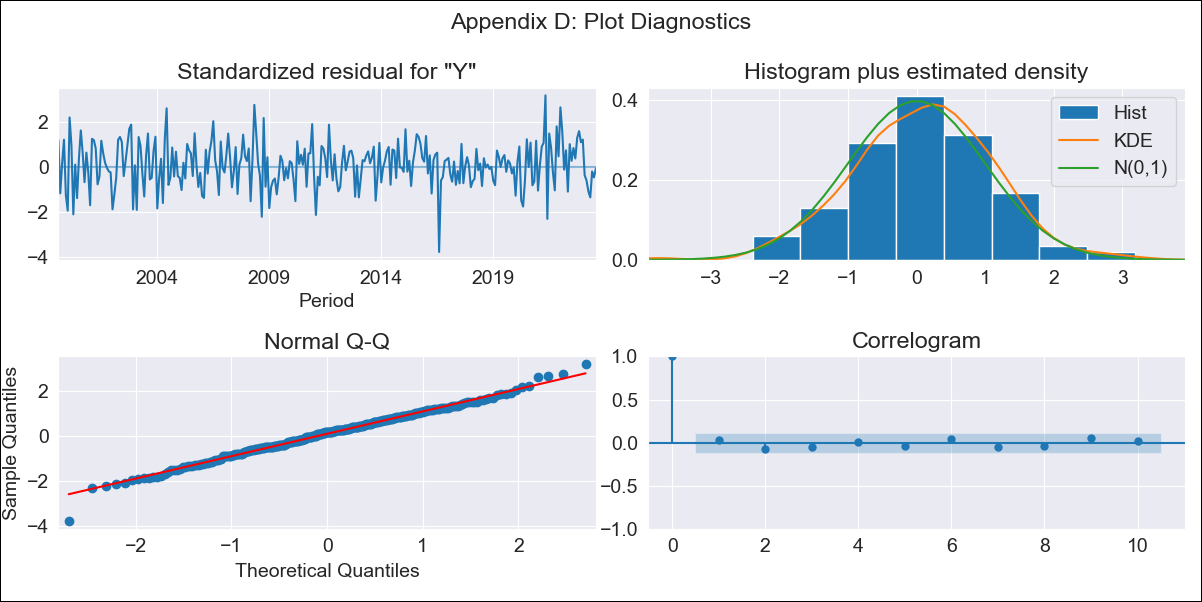 Appendix D: Plot Diagnostics
Standardized residual for "Y"
2
0
−2
−4
2004 2009 2014 2019
Period
Histogram plus estimated density
0.4
0.2
0.0
−3 −2 −1 0 1 2 3
Hist
KDE
N(0,1)
Normal Q-Q
Sample Quantiles
2
0
−2
−4
−2 −1 0 1 2
Theoretical Quantiles
Correlogram
1.0
0.5
0.0
−0.5
−1.0
0 2 4 6 8 10